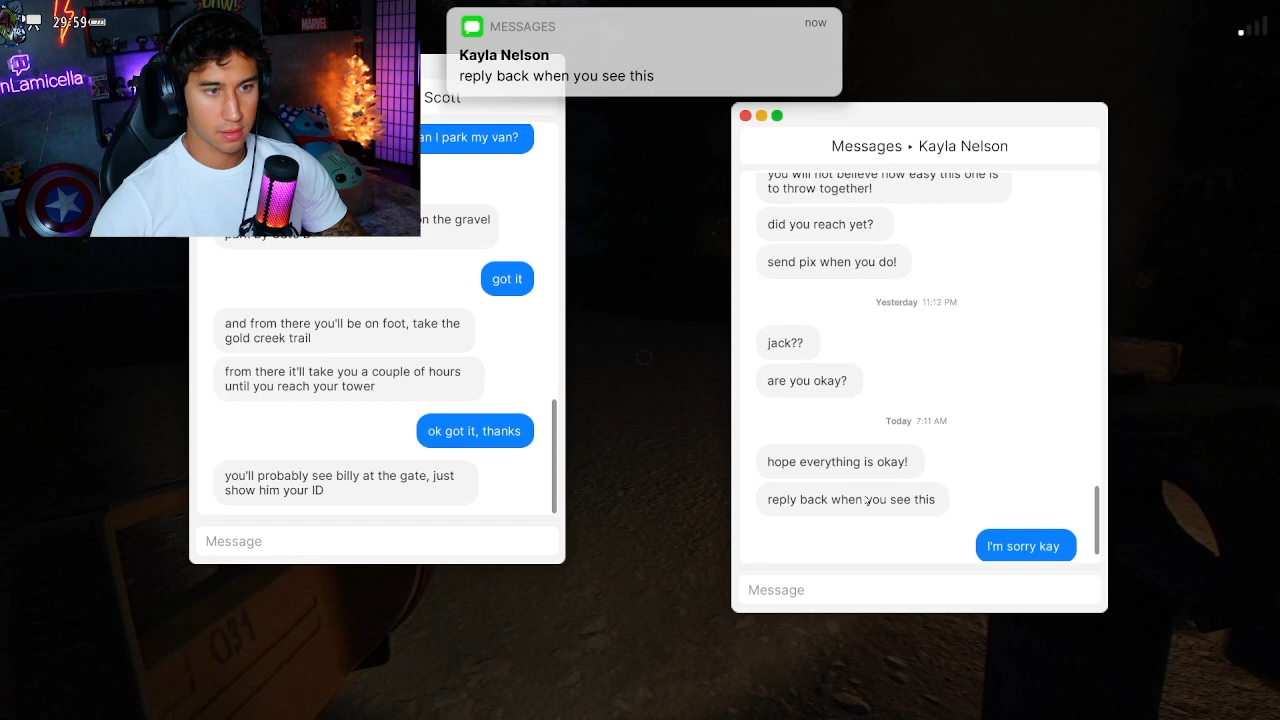 29:59
MARVEL
nLamicella
MESSAGES
now
Kayla Nelson
reply back when you see this
Scott
an I park my van?
on the gravel
got it
and from there you'll be on foot, take the
gold creek trail
from there it'll take you a couple of hours
until you reach your tower
ok got it, thanks
you'll probably see billy at the gate, just
show him your ID
Message
Messages ‣ Kayla Nelson
you will not believe how easy this one is
to throw together!
did you reach yet?
send pix when you do!
Yesterday 11:12 PM
jack??
are you okay?
Today 7:11 AM
hope everything is okay!
reply back when you see this
I'm sorry kay
Message
031